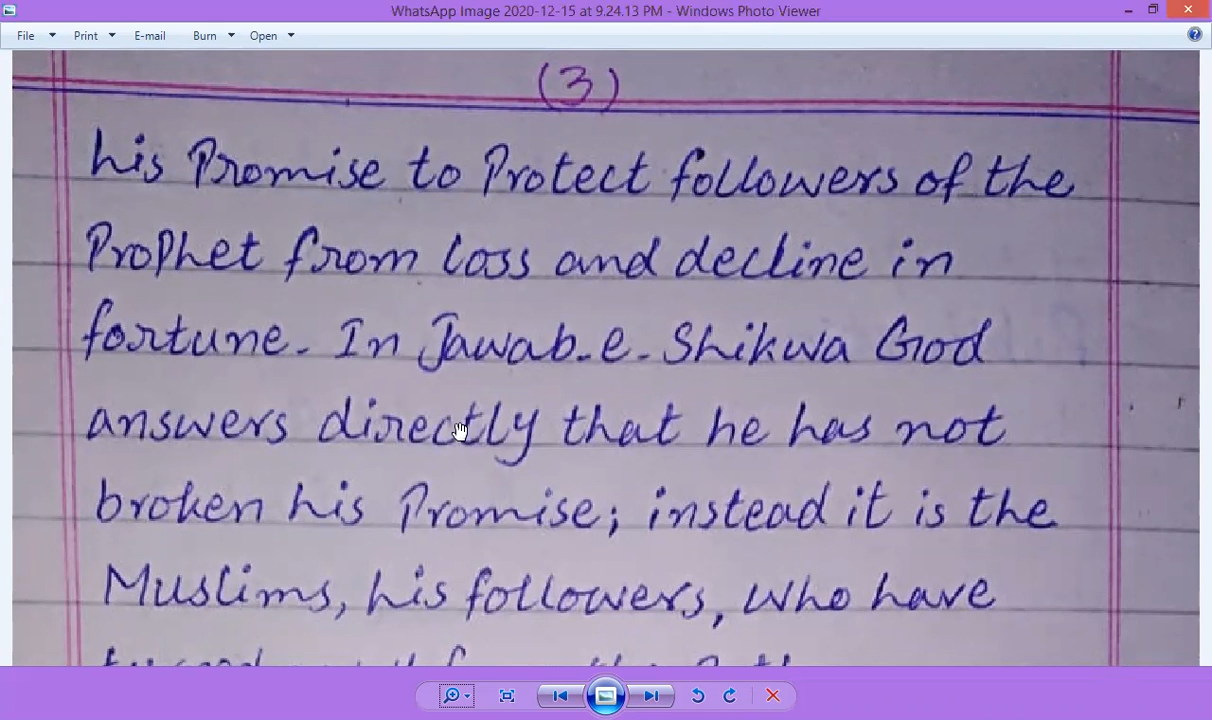 WhatsApp Image 2020-12-15 at 9.24.13 PM - Windows Photo Viewer
File Print E-mail Burn Open
(3)
his Promise to Protect followers of the
Prophet from loss and decline in
fortune. In Jawab-e-Shikwa God
answers directly that he has not
broken his Promise; instead it is the
Muslims, his followers, who have